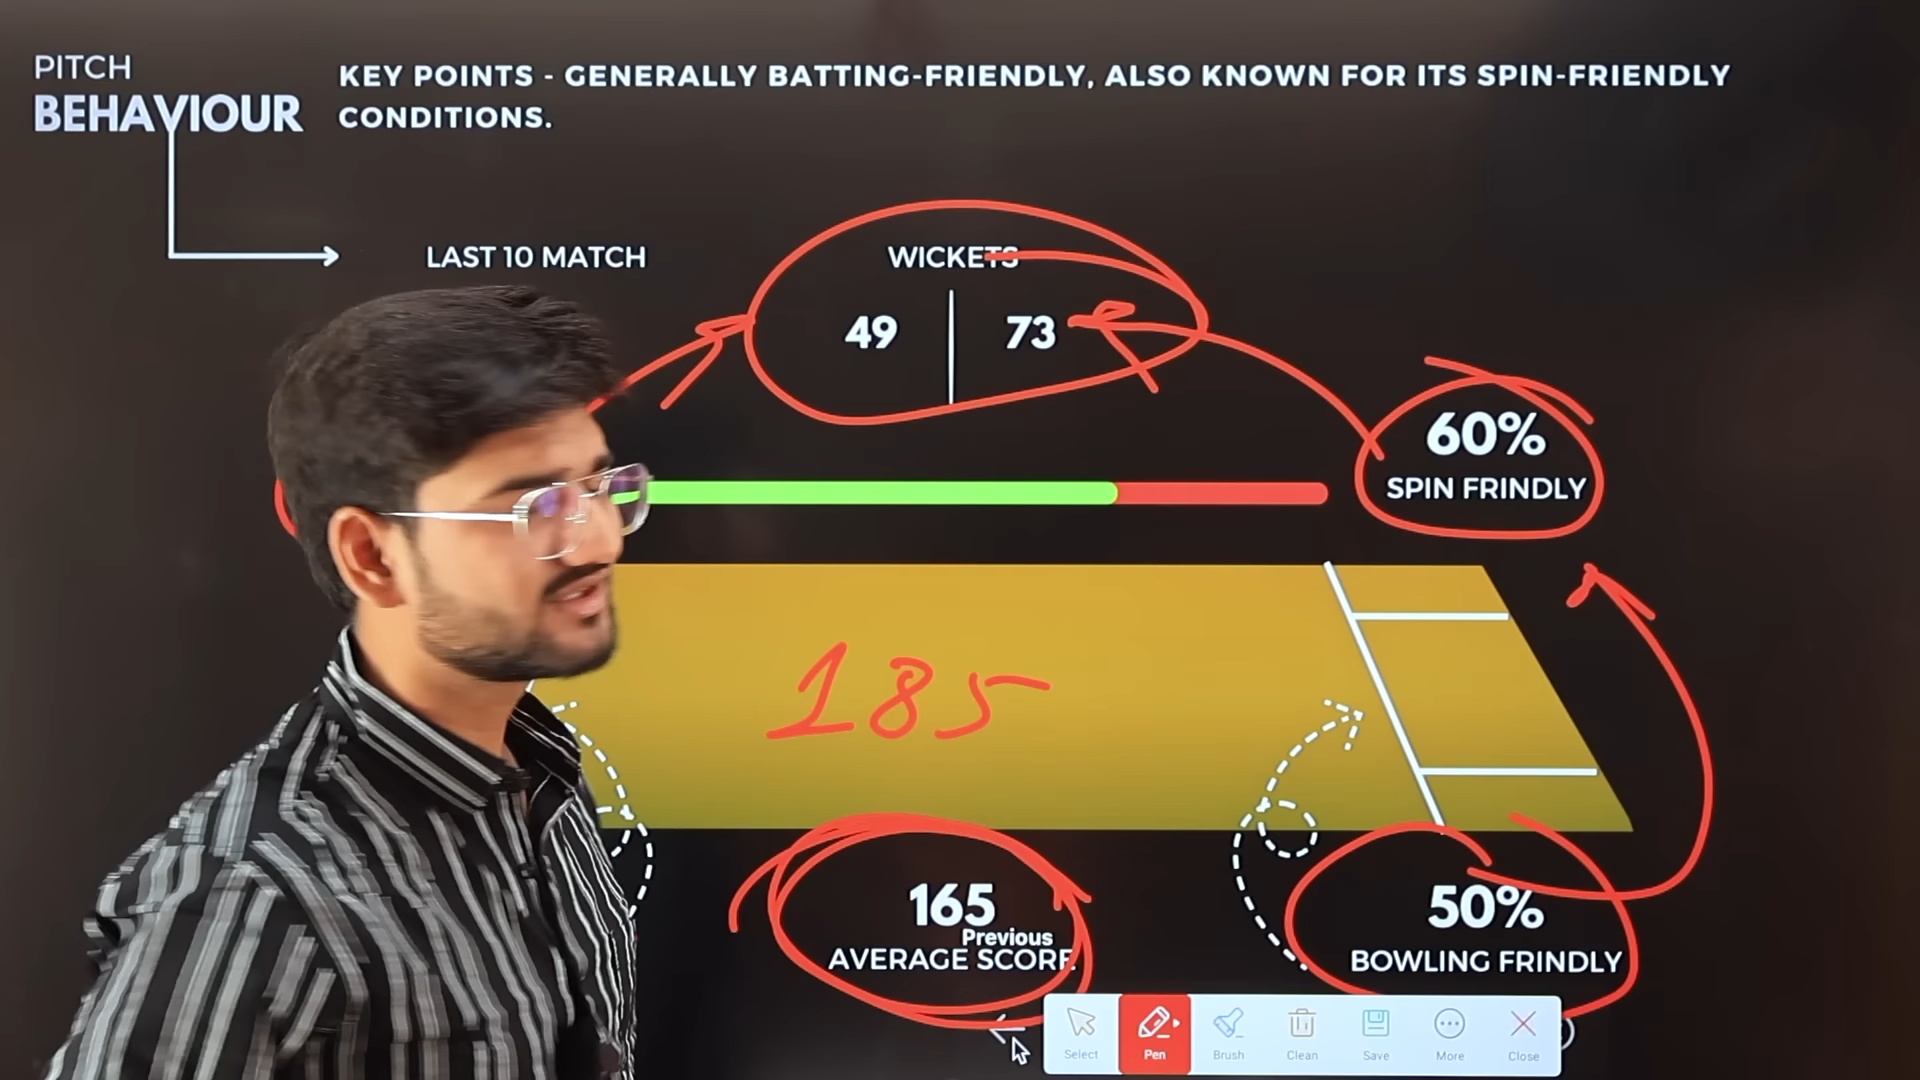 PITCH
BEHAVIOUR
KEY POINTS - GENERALLY BATTING-FRIENDLY, ALSO KNOWN FOR ITS SPIN-FRIENDLY
CONDITIONS.
LAST 10 MATCH
WICKETS
49
73
60%
SPIN FRINDLY
185
165
Previous
AVERAGE SCORE
50%
BOWLING FRINDLY
Select
Pen
Brush
Clean
Save
More
Close